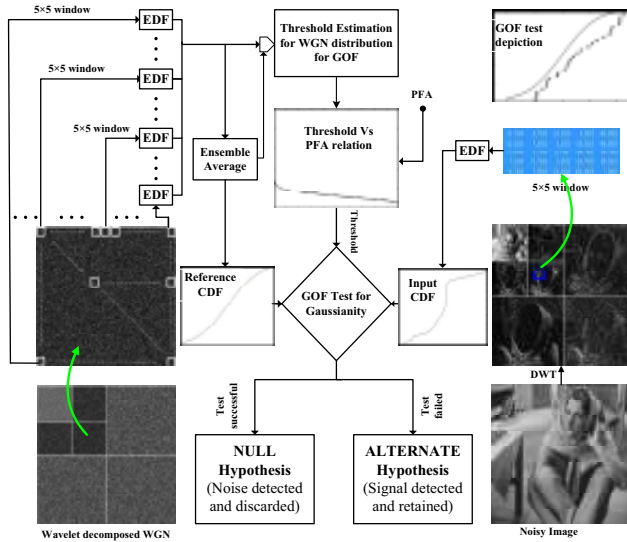 5×5 window
EDF
5×5 window
EDF
5×5 window
EDF
EDF
Threshold Estimation
for WGN distribution
for GOF
GOF test
depiction
PFA
Threshold Vs
PFA relation
Ensemble
Average
EDF
5×5 window
Threshold
Reference
CDF
GOF Test for
Gaussianity
Input
CDF
DWT
Test
successful
Test
failed
NULL
Hypothesis
(Noise detected
and discarded)
ALTERNATE
Hypothesis
(Signal detected
and retained)
Wavelet decomposed WGN
Noisy Image